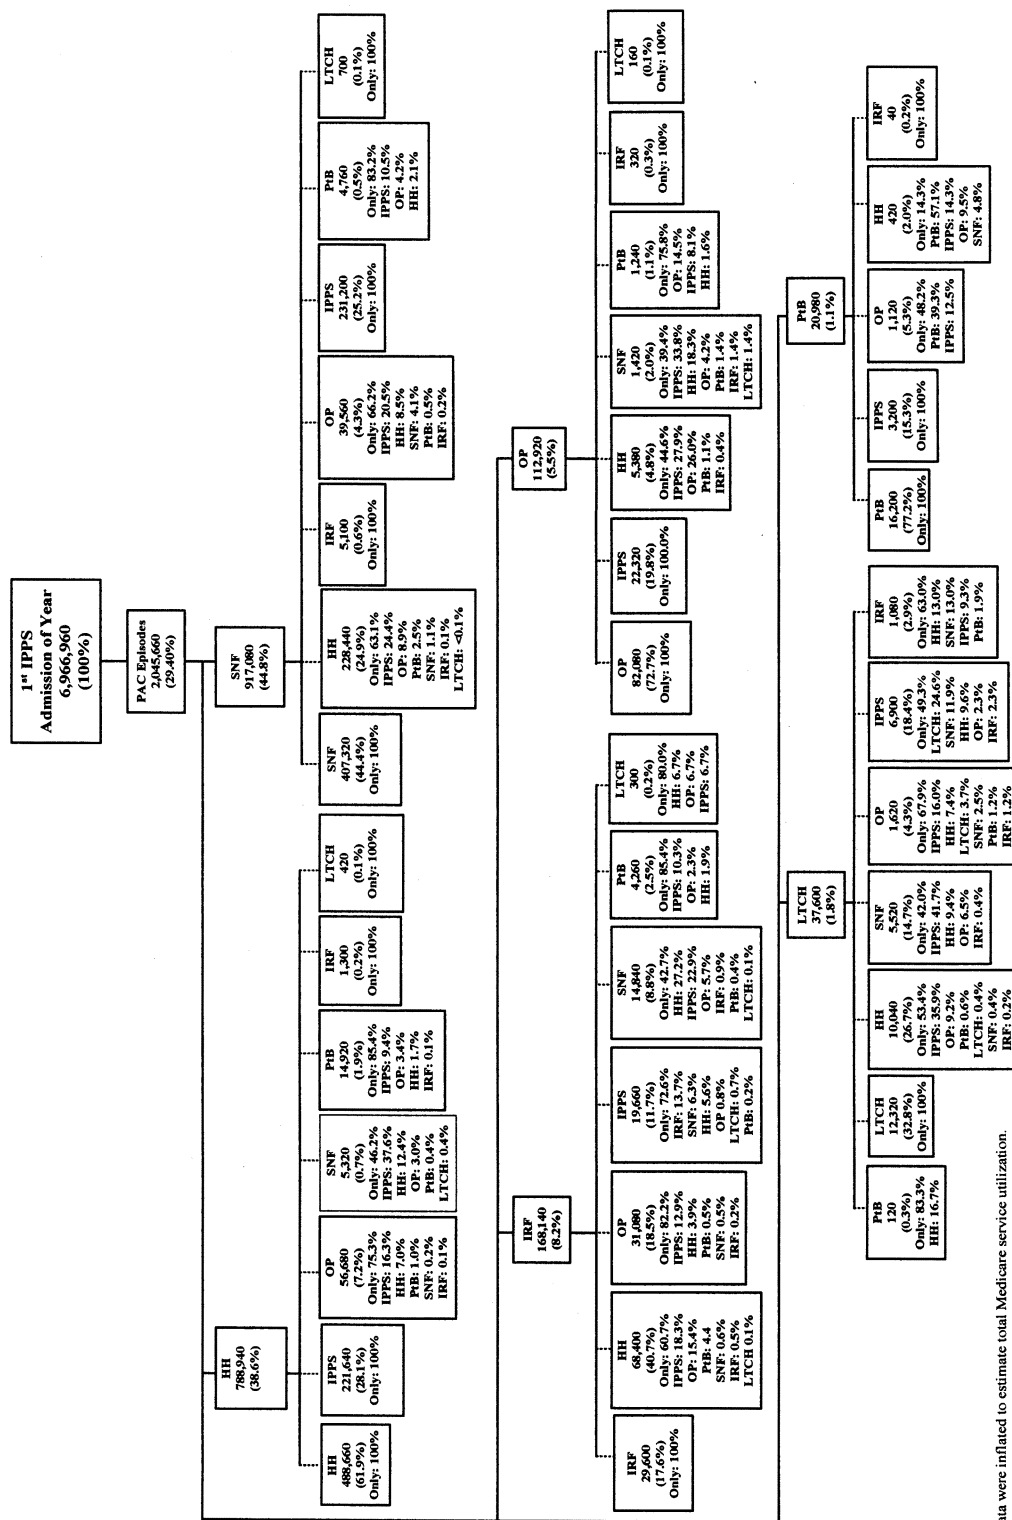 1st IPPS
Admission of Year
6,966,960
(100%)
PAC Episodes
2,045,660
(29.40%)
HH
788,940
(38.6%)
HH
488,660
(61.9%)
Only: 100%
IPPS
221,640
(28.1%)
Only: 100%
OP
56,680
(7.2%)
Only: 75.3%
IPPS: 16.3%
HH: 7.0%
PtB: 1.0%
SNF: 0.2%
IRF: 0.1%
SNF
5,320
(0.7%)
Only: 46.2%
IPPS: 37.6%
HH: 12.4%
OP: 3.0%
PtB: 0.4%
LTCH: 0.4%
PtB
14,920
(1.9%)
Only: 85.4%
IPPS: 9.4%
OP: 3.4%
HH: 1.7%
IRF: 0.1%
IRF
1,300
(0.2%)
Only: 100%
LTCH
420
(0.1%)
Only: 100%
SNF
917,080
(44.8%)
SNF
407,320
(44.4%)
Only: 100%
HH
228,440
(24.9%)
Only: 63.1%
IPPS: 24.4%
OP: 8.9%
PtB: 2.5%
SNF: 1.1%
IRF: 0.1%
LTCH: <0.1%
IRF
5,100
(0.6%)
Only: 100%
OP
39,560
(4.3%)
Only: 66.2%
IPPS: 20.5%
HH: 8.5%
SNF: 4.1%
PtB: 0.5%
IRF: 0.2%
IPPS
231,200
(25.2%)
Only: 100%
PtB
4,760
(0.5%)
Only: 83.2%
IPPS: 10.5%
OP: 4.2%
HH: 2.1%
LTCH
700
(0.1%)
Only: 100%
IRF
168,140
(8.2%)
IRF
29,600
(17.6%)
Only: 100%
HH
68,400
(40.7%)
Only: 60.7%
IPPS: 18.3%
OP: 15.4%
PtB: 4.4
SNF: 0.6%
IRF: 0.5%
LTCH 0.1%
OP
31,080
(18.5%)
Only: 82.2%
IPPS: 12.9%
HH: 3.9%
PtB: 0.5%
SNF: 0.5%
IRF: 0.2%
IPPS
19,660
(11.7%)
Only: 72.6%
IRF: 13.7%
SNF: 6.3%
HH: 5.6%
OP 0.8%
LTCH: 0.7%
PtB: 0.2%
SNF
14,840
(8.8%)
Only: 42.7%
HH: 27.2%
IPPS: 22.9%
OP: 5.7%
IRF: 0.9%
PtB: 0.4%
LTCH: 0.1%
PtB
4,260
(2.5%)
Only: 85.4%
IPPS: 10.3%
OP: 2.3%
HH: 1.9%
LTCH
300
(0.2%)
Only: 80.0%
HH: 6.7%
OP: 6.7%
IPPS: 6.7%
OP
112,920
(5.5%)
OP
82,080
(72.7%)
Only: 100%
IPPS
22,320
(19.8%)
Only: 100.0%
HH
5,380
(4.8%)
Only: 44.6%
IPPS: 27.9%
OP: 26.0%
PtB: 1.1%
IRF: 0.4%
SNF
1,420
(2.0%)
Only: 39.4%
IPPS: 33.8%
HH: 18.3%
OP: 4.2%
PtB: 1.4%
IRF: 1.4%
LTCH: 1.4%
PtB
1,240
(1.1%)
Only: 75.8%
OP: 14.5%
IPPS: 8.1%
HH: 1.6%
IRF
320
(0.3%)
Only: 100%
LTCH
160
(0.1%)
Only: 100%
LTCH
37,600
(1.8%)
PtB
120
(0.3%)
Only: 83.3%
HH: 16.7%
LTCH
12,320
(32.8%)
Only: 100%
HH
10,040
(26.7%)
Only: 53.4%
IPPS: 35.9%
OP: 9.2%
PtB: 0.6%
LTCH: 0.4%
SNF: 0.4%
IRF: 0.2%
SNF
5,520
(14.7%)
Only: 42.0%
IPPS: 41.7%
HH: 9.4%
OP: 6.5%
IRF: 0.4%
OP
1,620
(4.3%)
Only: 67.9%
IPPS: 16.0%
HH: 7.4%
LTCH: 3.7%
SNF: 2.5%
PtB: 1.2%
IRF: 1.2%
IPPS
6,900
(18.4%)
Only: 49.3%
LTCH: 24.6%
SNF: 11.9%
HH: 9.6%
OP: 2.3%
IRF: 2.3%
IRF
1,080
(2.9%)
Only: 63.0%
HH: 13.0%
SNF: 13.0%
IPPS: 9.3%
PtB: 1.9%
PtB
20,980
(1.1%)
PtB
16,200
(77.2%)
Only: 100%
IPPS
3,200
(15.3%)
Only: 100%
OP
1,120
(5.3%)
Only: 48.2%
PtB: 39.3%
IPPS: 12.5%
HH
420
(2.0%)
Only: 14.3%
PtB: 57.1%
IPPS: 14.3%
OP: 9.5%
SNF: 4.8%
IRF
40
(0.2%)
Only: 100%
were inflated to estimate total Medicare service utilization.